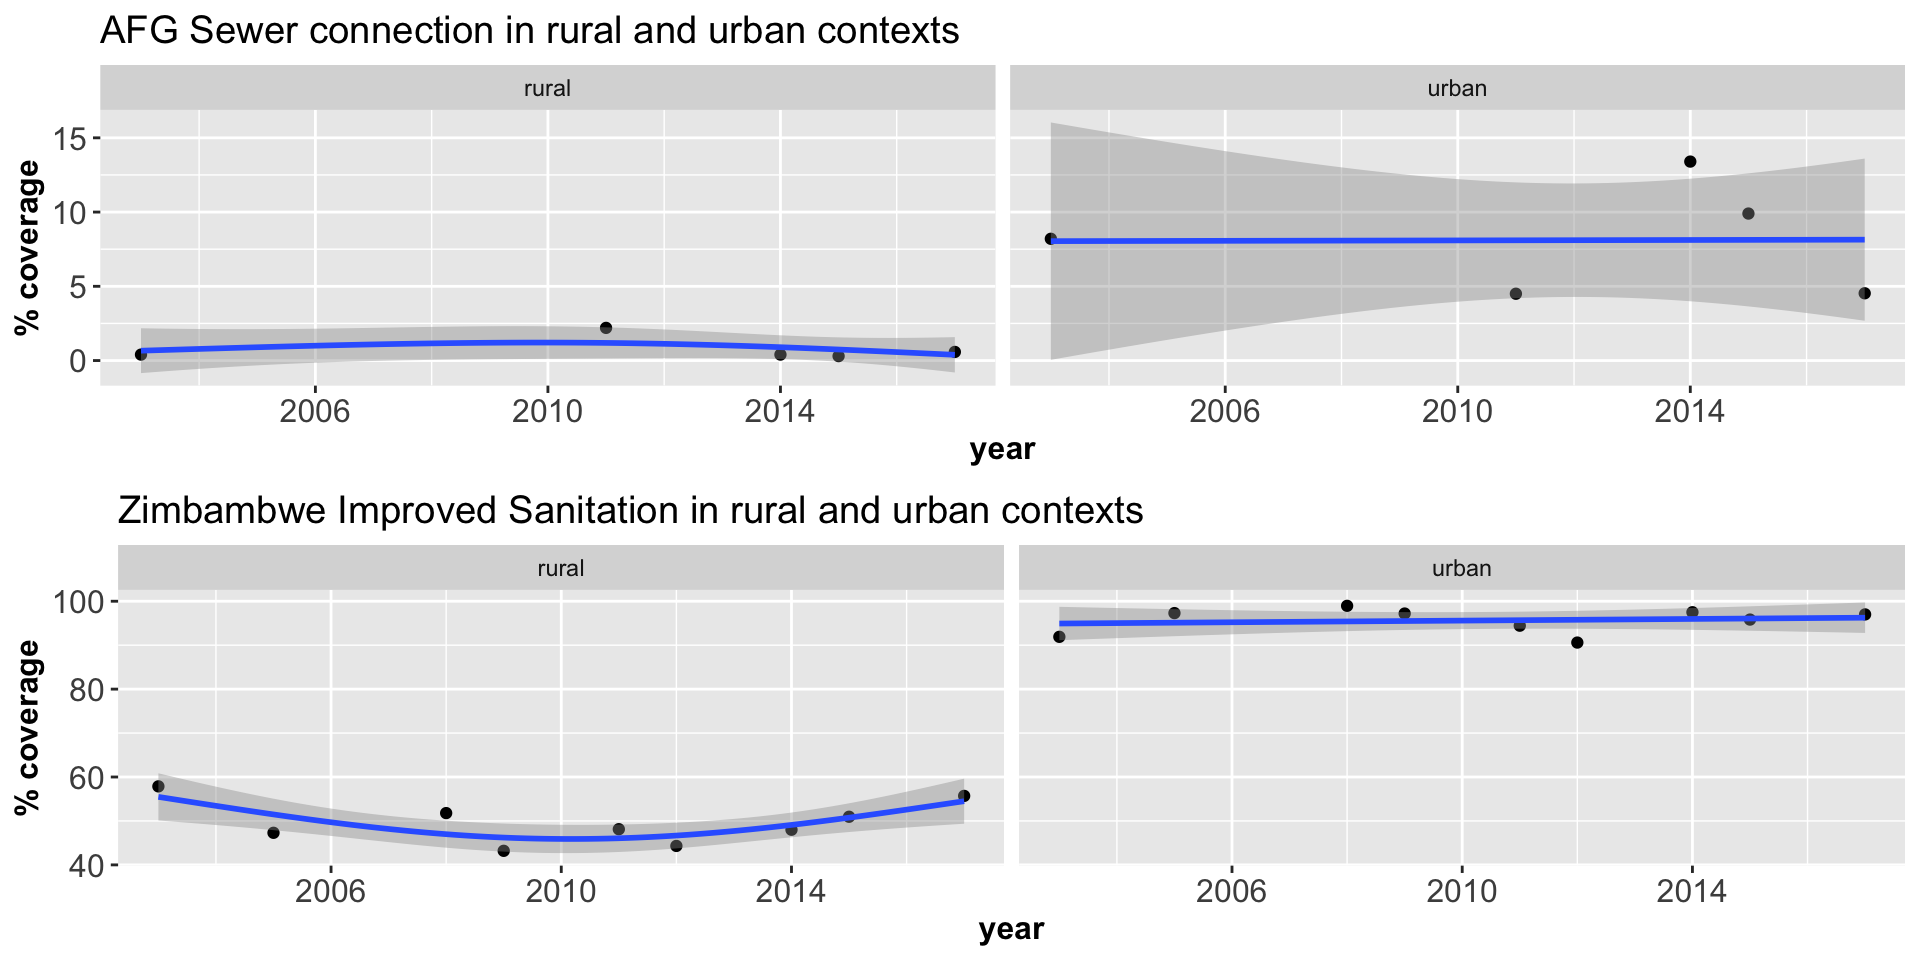 AFG Sewer connection in rural and urban contexts
rural
urban
% coverage
15
10
5
0
2006 2010 2014
2006 2010 2014
year
Zimbambwe Improved Sanitation in rural and urban contexts
rural
urban
% coverage
100
80
60
40
2006 2010 2014
2006 2010 2014
year